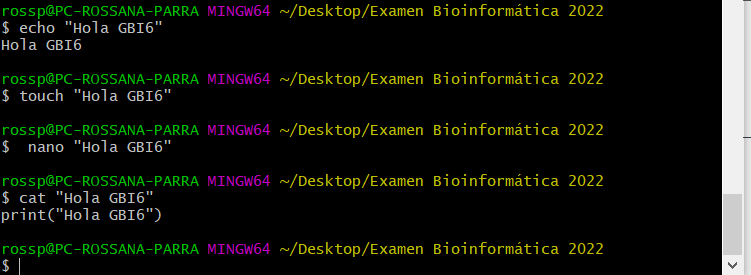 rossp@PC-ROSSANA-PARRA MINGW64 ~/Desktop/Examen Bioinformática 2022
$ echo "Hola GBI6"
Hola GBI6
rossp@PC-ROSSANA-PARRA MINGW64 ~/Desktop/Examen Bioinformática 2022
$ touch "Hola GBI6"
rossp@PC-ROSSANA-PARRA MINGW64 ~/Desktop/Examen Bioinformática 2022
$  nano "Hola GBI6"
rossp@PC-ROSSANA-PARRA MINGW64 ~/Desktop/Examen Bioinformática 2022
$ cat "Hola GBI6"
print("Hola GBI6")
rossp@PC-ROSSANA-PARRA MINGW64 ~/Desktop/Examen Bioinformática 2022
$